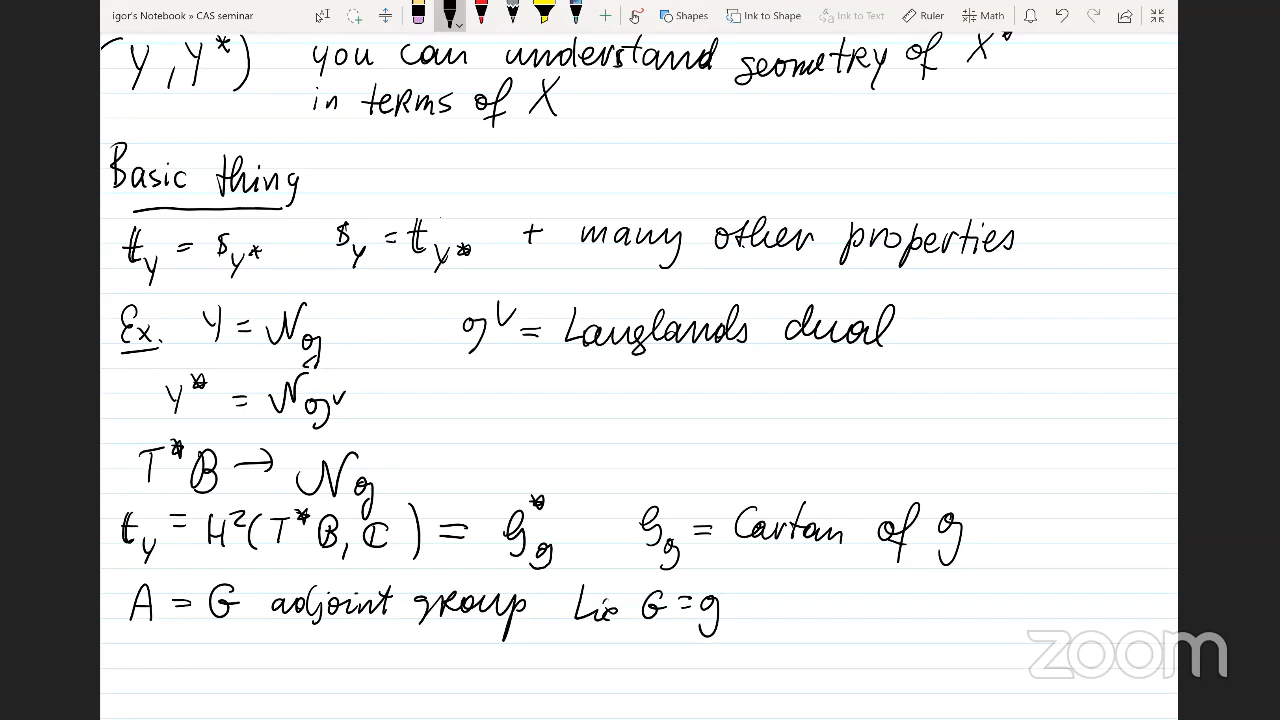 igor's Notebook » CAS seminar
Shapes Ink to Shape Ink to Text Ruler Math
(Y, Y*) you can understand geometry of X*
in terms of X
Basic thing
t_Y = s_Y* s_Y = t_Y* + many other properties
Ex. Y = N_g g^v = Langlands dual
Y* = N_g^v
T*B → N_g
t_Y = H²(T*B, C) = h_g* h_g = Cartan of g
A = G adjoint group Lie G = g
zoom